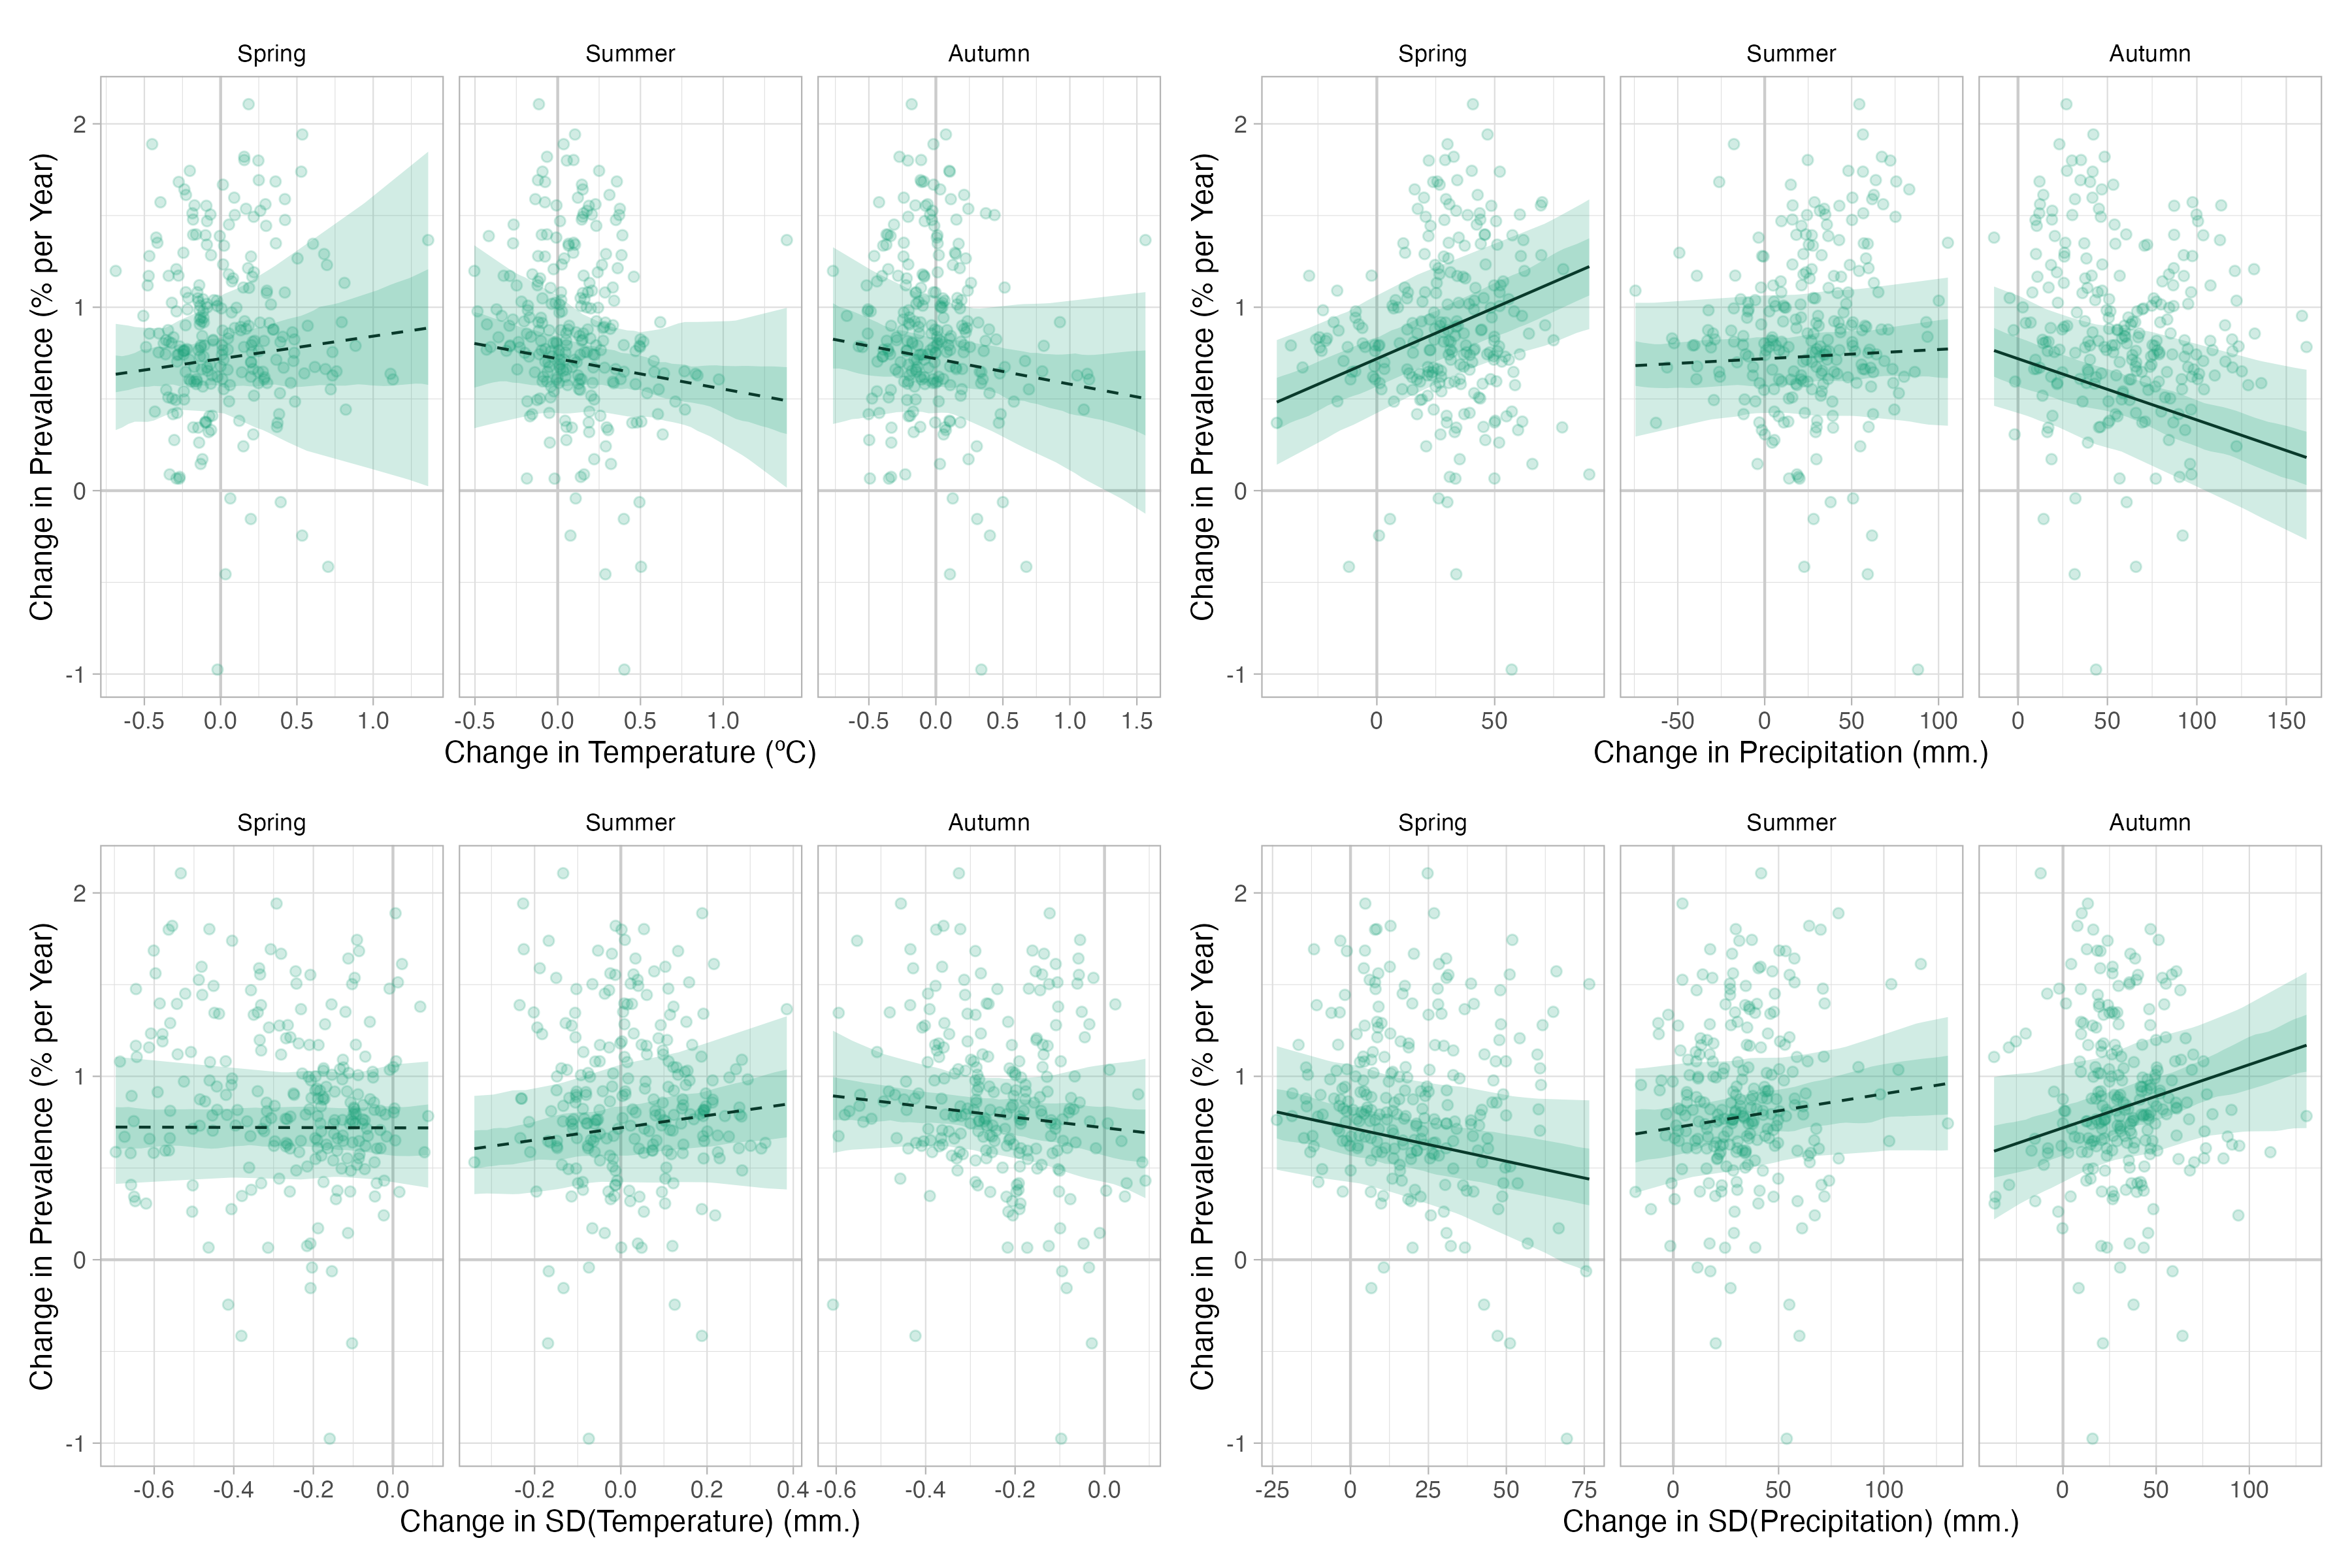 Spring Summer Autumn Spring Summer Autumn
Change in Prevalence (% per Year)
2
1
0
-1
Change in Prevalence (% per Year)
2
1
0
-1
-0.5 0.0 0.5 1.0 -0.5 0.0 0.5 1.0 -0.5 0.0 0.5 1.0 1.5 0 50 -50 0 50 100 0 50 100 150
Change in Temperature (ºC) Change in Precipitation (mm.)
Spring Summer Autumn Spring Summer Autumn
Change in Prevalence (% per Year)
2
1
0
-1
Change in Prevalence (% per Year)
2
1
0
-1
-0.6 -0.4 -0.2 0.0 -0.2 0.0 0.2 0.4 -0.6 -0.4 -0.2 0.0 -25 0 25 50 75 0 50 100 0 50 100
Change in SD(Temperature) (mm.) Change in SD(Precipitation) (mm.)